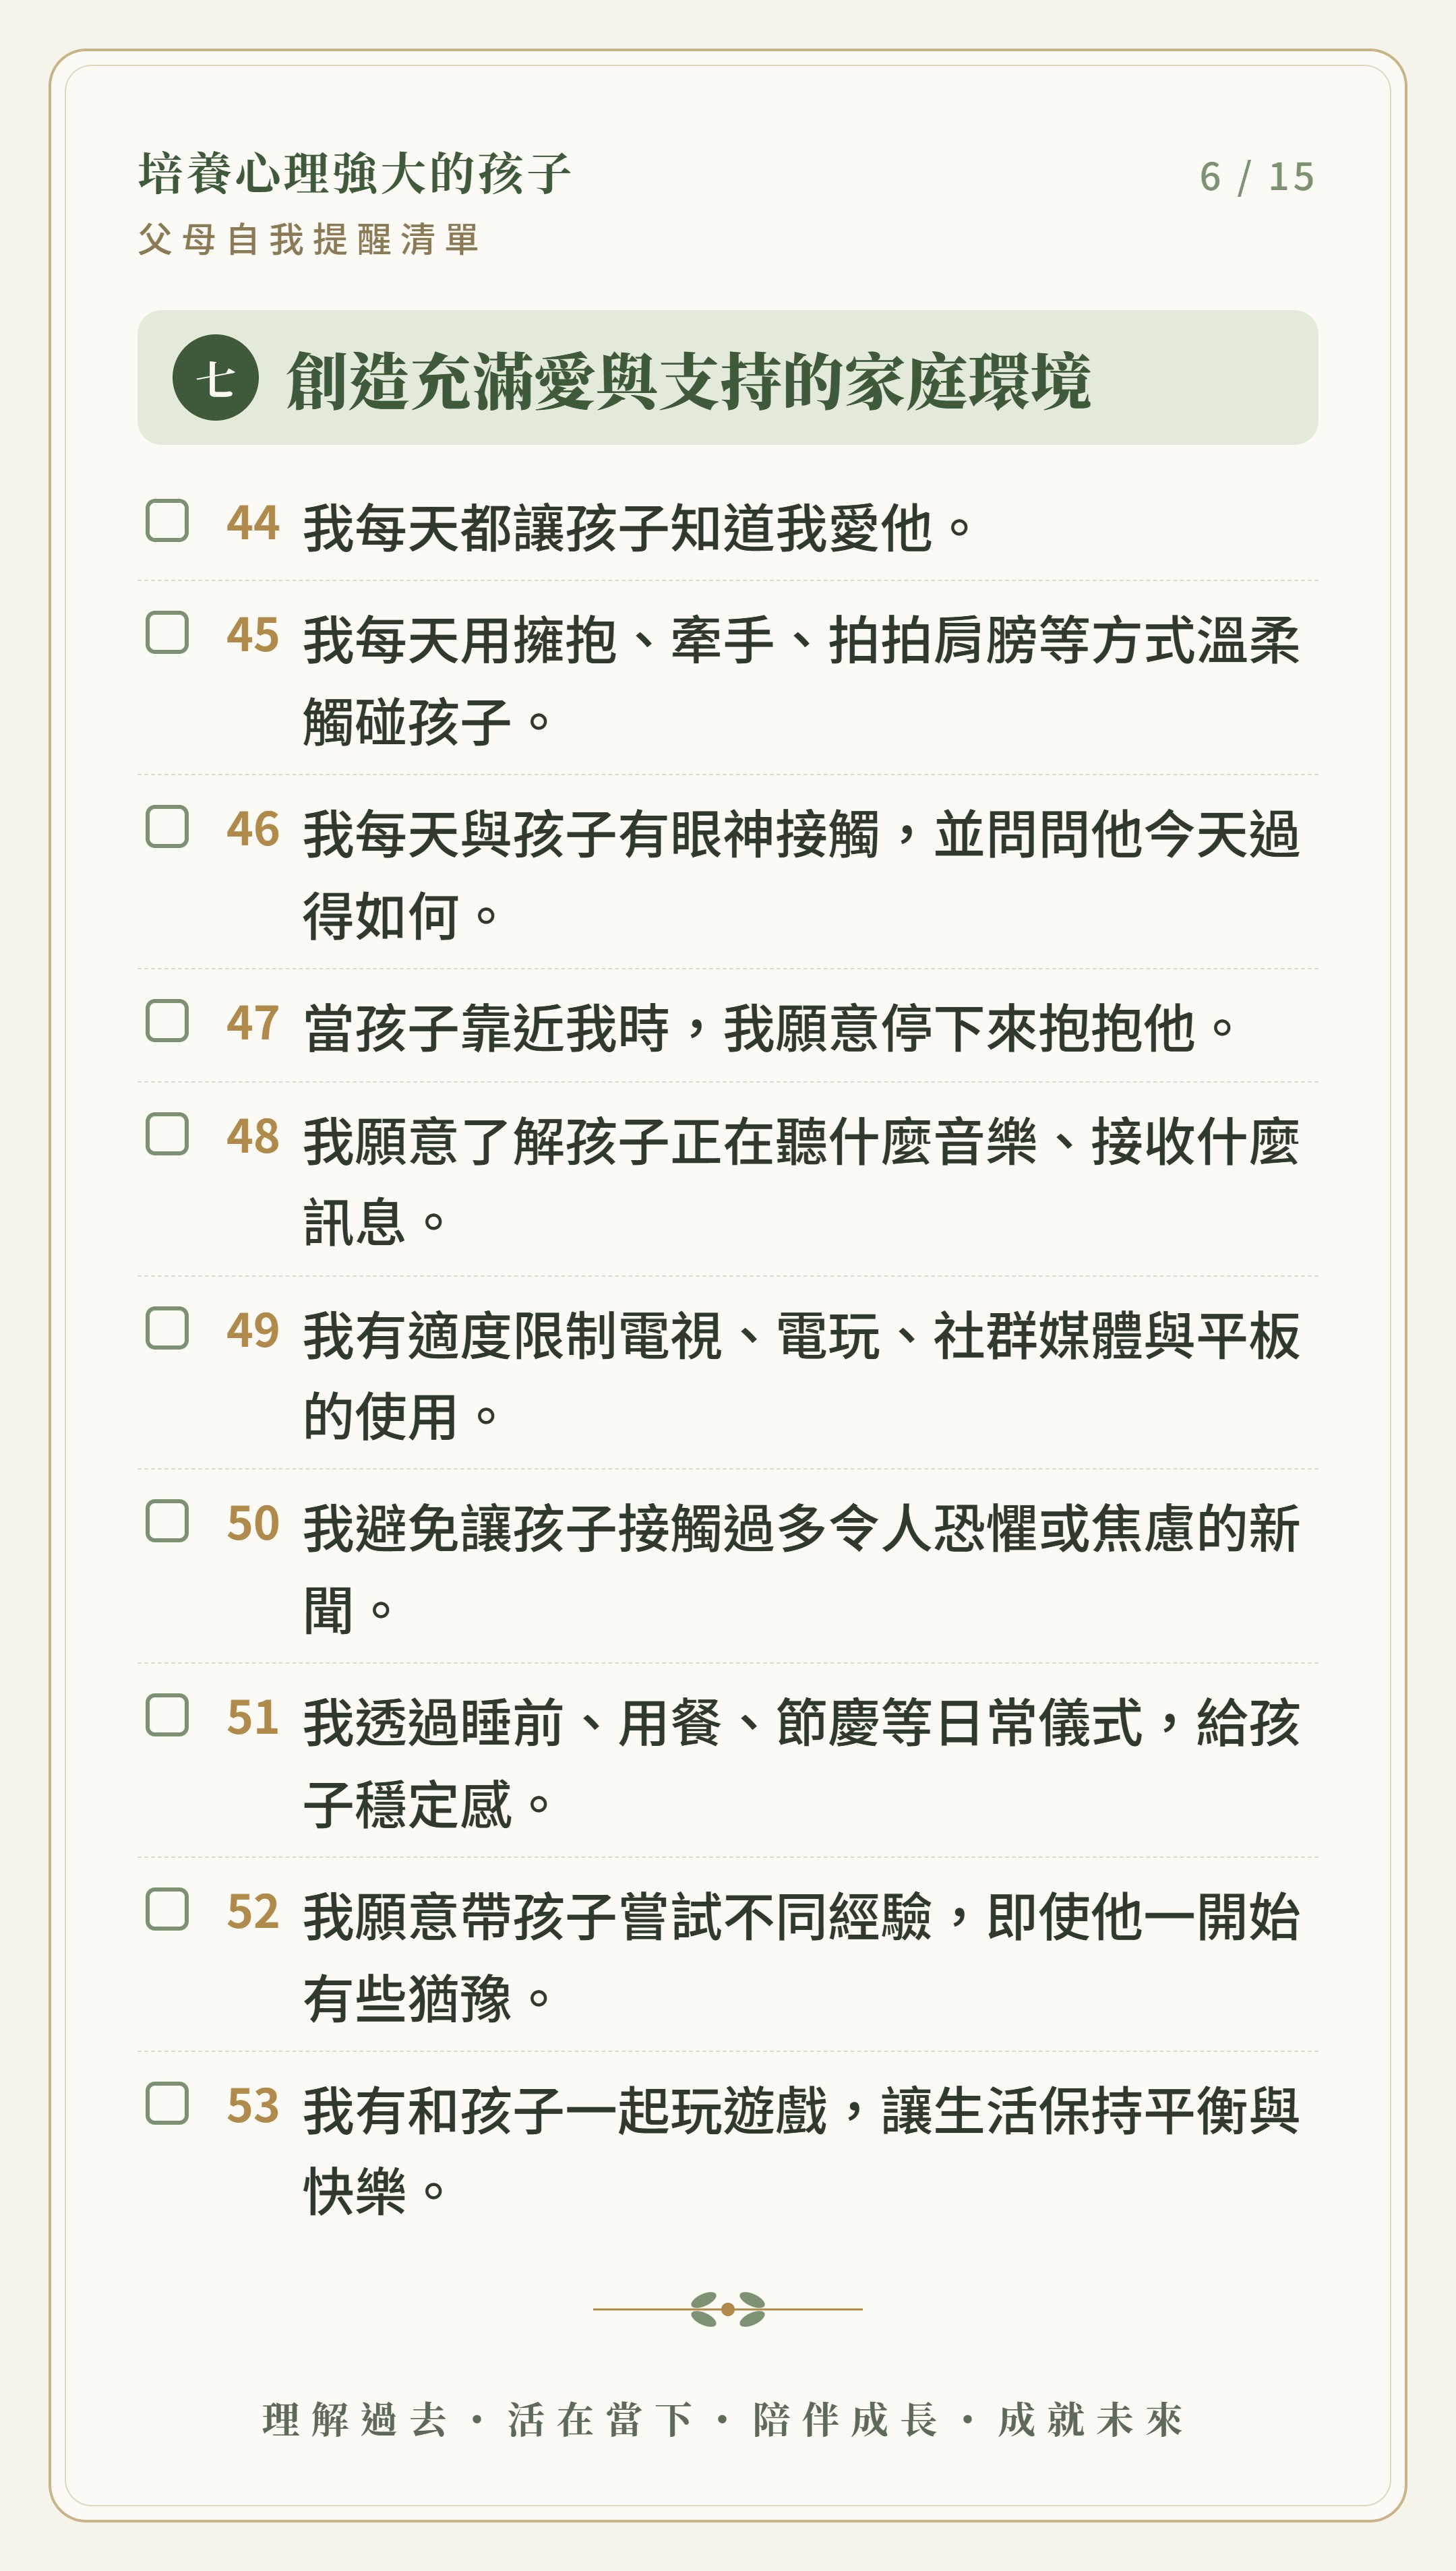 培養心理強大的孩子
6 / 15
父母自我提醒清單
七 創造充滿愛與支持的家庭環境
44 我每天都讓孩子知道我愛他。
45 我每天用擁抱、牽手、拍拍肩膀等方式溫柔
觸碰孩子。
46 我每天與孩子有眼神接觸，並問問他今天過
得如何。
47 當孩子靠近我時，我願意停下來抱抱他。
48 我願意了解孩子正在聽什麼音樂、接收什麼
訊息。
49 我有適度限制電視、電玩、社群媒體與平板
的使用。
50 我避免讓孩子接觸過多令人恐懼或焦慮的新
聞。
51 我透過睡前、用餐、節慶等日常儀式，給孩
子穩定感。
52 我願意帶孩子嘗試不同經驗，即使他一開始
有些猶豫。
53 我有和孩子一起玩遊戲，讓生活保持平衡與
快樂。
理解過去・活在當下・陪伴成長・成就未來